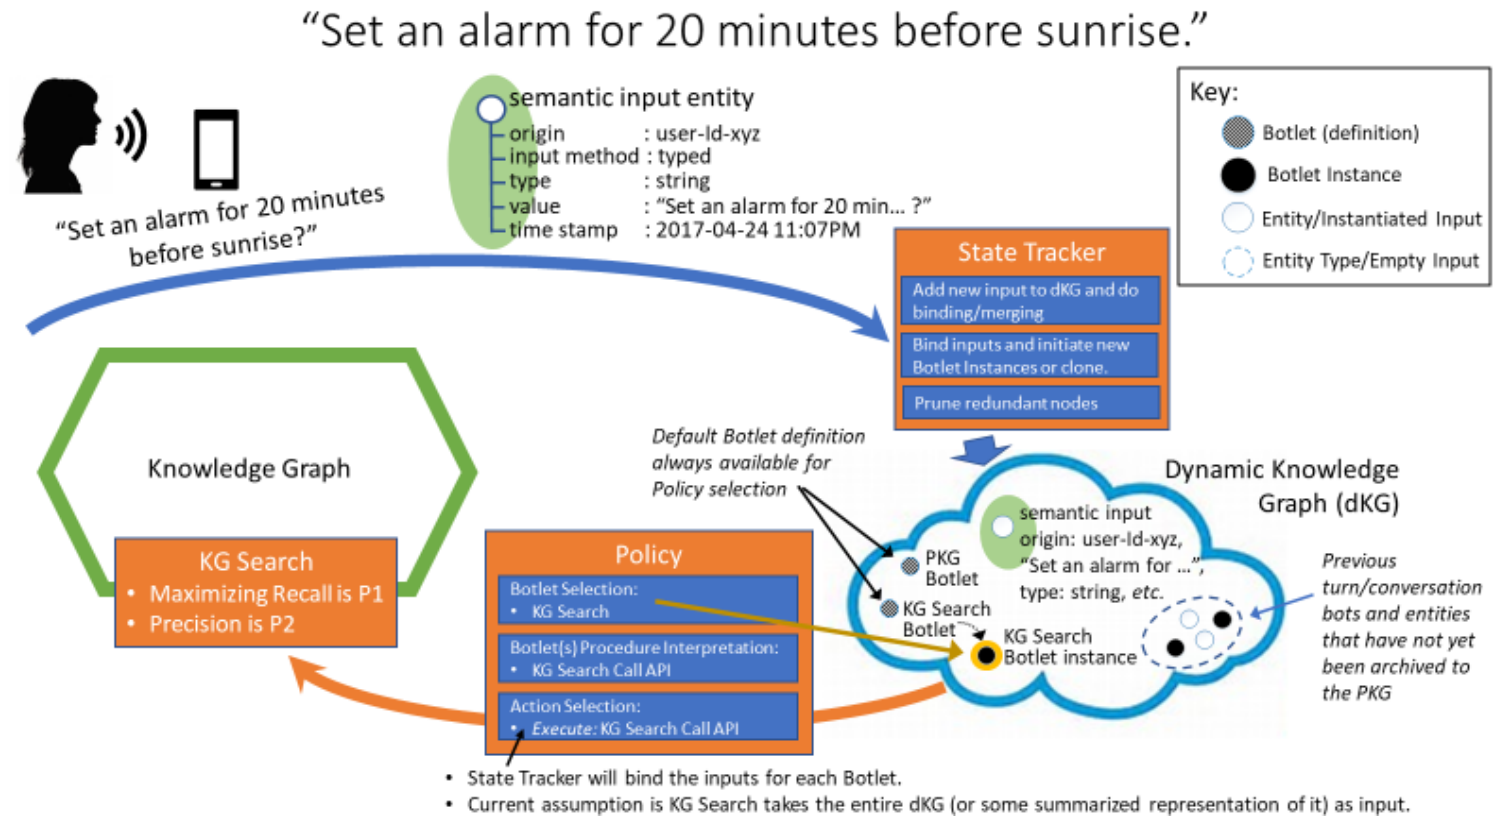 “Set an alarm for 20 minutes before sunrise.”
“Set an alarm for 20 minutes
before sunrise?”
semantic input entity
origin : user-Id-xyz
input method : typed
type : string
value : “Set an alarm for 20 min... ?”
time stamp : 2017-04-24 11:07PM
Key:
Botlet (definition)
Botlet Instance
Entity/Instantiated Input
Entity Type/Empty Input
State Tracker
Add new input to dKG and do
binding/merging
Bind inputs and initiate new
Botlet Instances or clone.
Prune redundant nodes
Knowledge Graph
KG Search
• Maximizing Recall is P1
• Precision is P2
Default Botlet definition
always available for
Policy selection
Policy
Botlet Selection:
• KG Search
Botlet(s) Procedure Interpretation:
• KG Search Call API
Action Selection:
• Execute: KG Search Call API
Dynamic Knowledge
Graph (dKG)
semantic input
origin: user-Id-xyz,
“Set an alarm for ...”,
type: string, etc.
PKG
Botlet
KG Search
Botlet
KG Search
Botlet instance
Previous
turn/conversation
bots and entities
that have not yet
been archived to
the PKG
• State Tracker will bind the inputs for each Botlet.
• Current assumption is KG Search takes the entire dKG (or some summarized representation of it) as input.